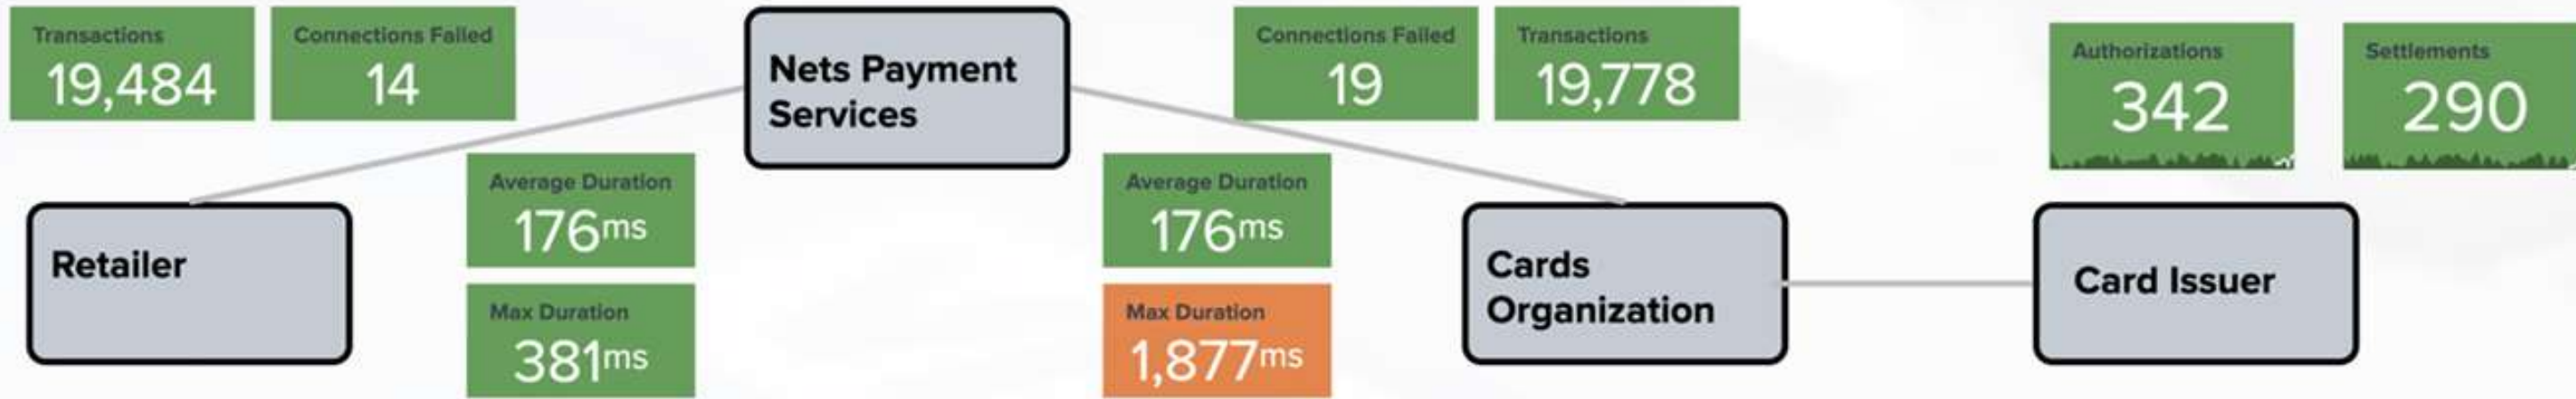 Transactions
19,484
Connections Failed
14
Nets Payment
Services
Connections Failed
19
Transactions
19,778
Authorizations
342
Settlements
290
Retailer
Average Duration
176ms
Max Duration
381ms
Average Duration
176ms
Max Duration
1,877ms
Cards
Organization
Card Issuer